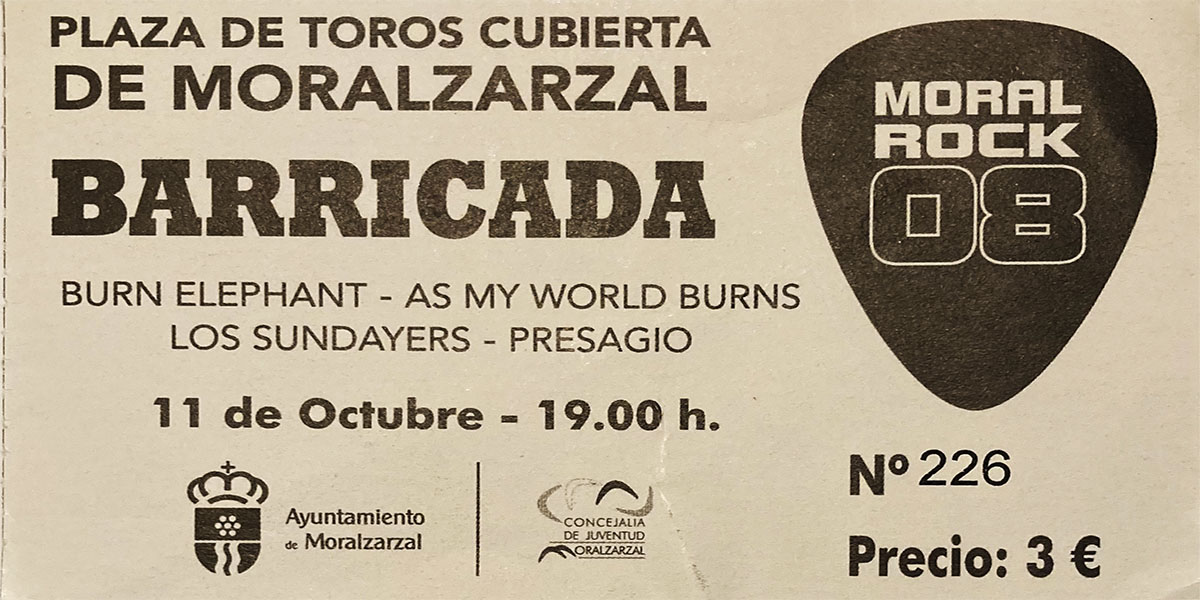 PLAZA DE TOROS CUBIERTA
DE MORALZARZAL
BARRICADA
BURN ELEPHANT - AS MY WORLD BURNS
LOS SUNDAYERS - PRESAGIO
11 de Octubre - 19.00 h.
Ayuntamiento
de Moralzarzal
CONCEJALIA
DE JUVENTUD
MORALZARZAL
MORAL
ROCK
08
Nº 226
Precio: 3 €